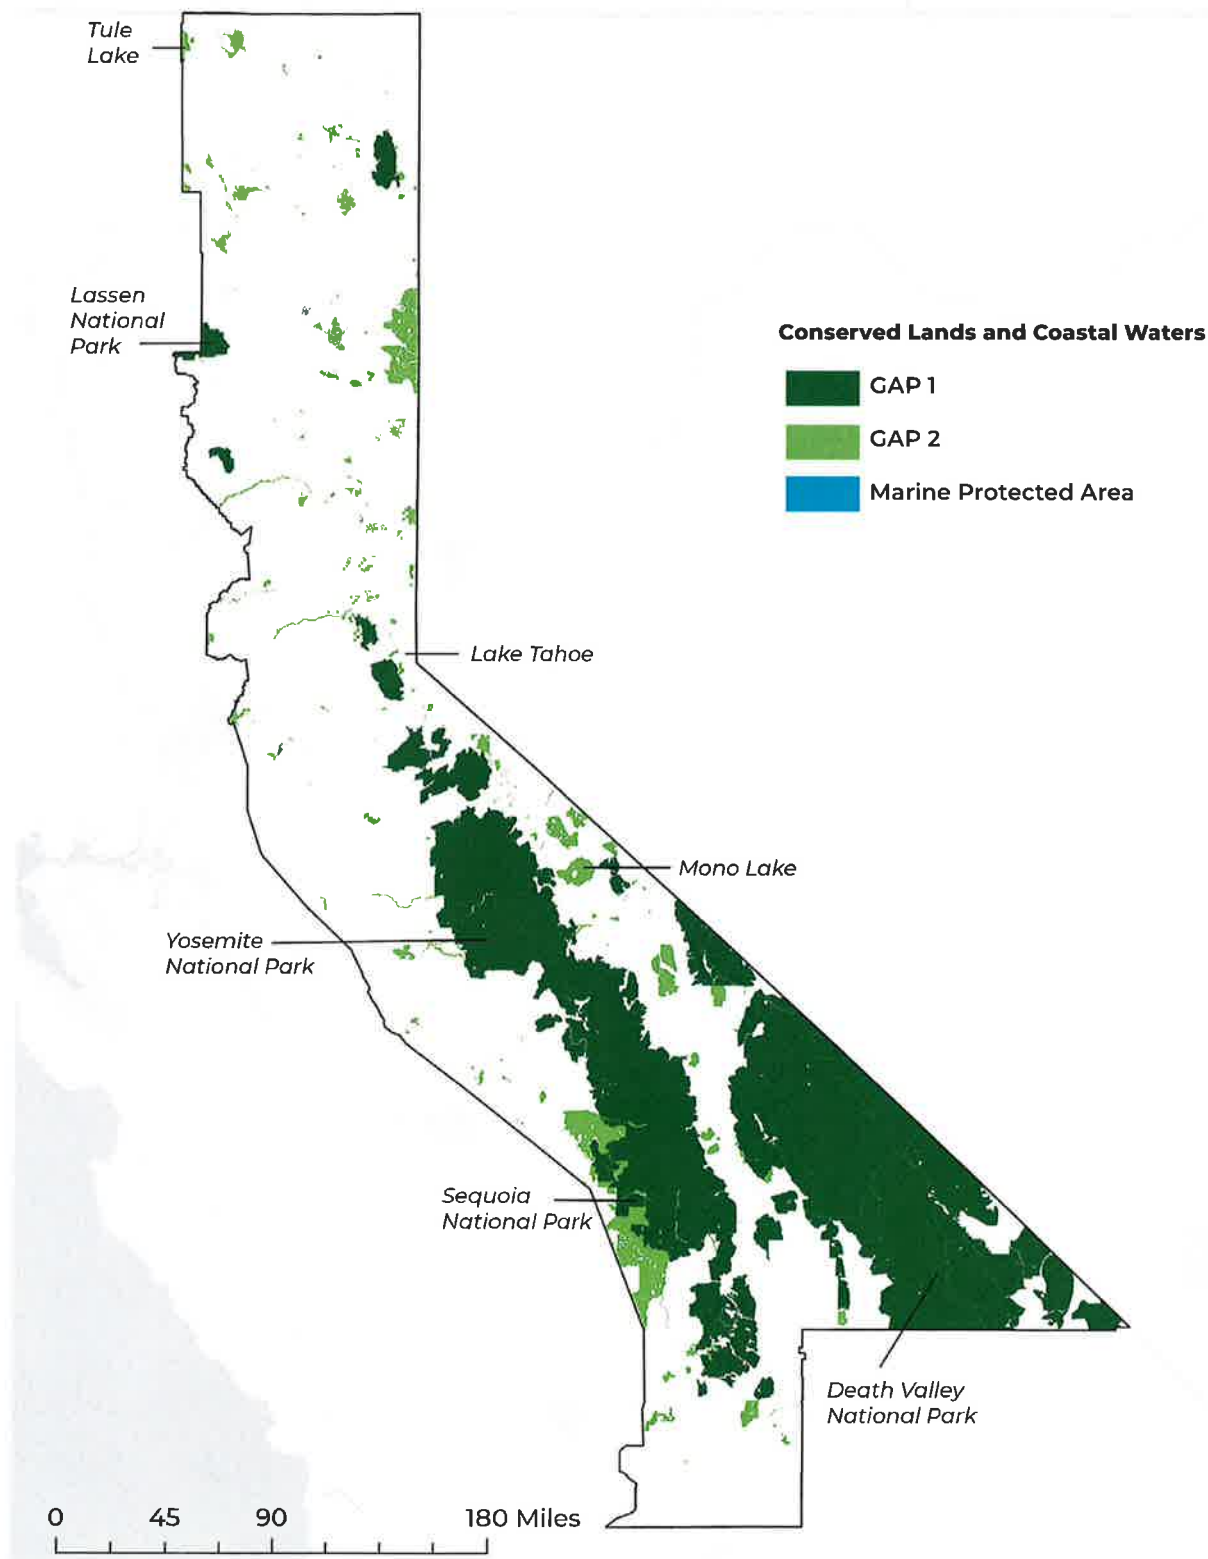 Tule
Lake
Lassen
National
Park
Conserved Lands and Coastal Waters
GAP 1
GAP 2
Marine Protected Area
Lake Tahoe
Mono Lake
Yosemite
National Park
Sequoia
National Park
Death Valley
National Park
0 45 90 180 Miles